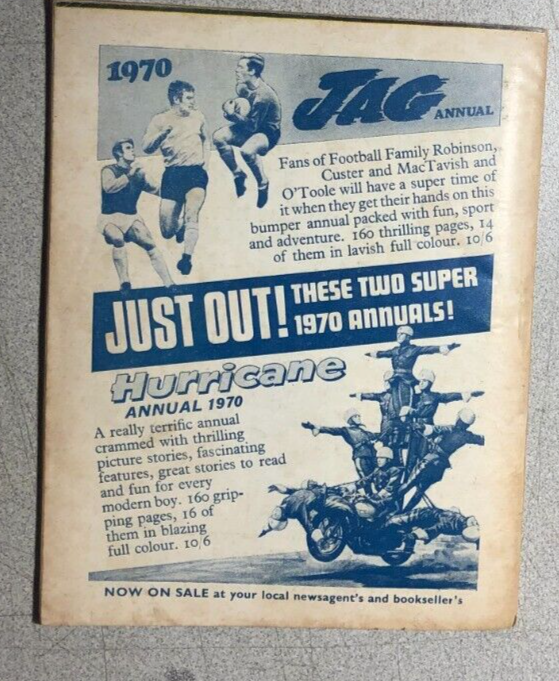 1970
JAG
ANNUAL
Fans of Football Family Robinson,
Custer and MacTavish and
O'Toole will have a super time of
it when they get their hands on this
bumper annual packed with fun, sport
and adventure. 160 thrilling pages, 14
of them in lavish full colour. 10/6
JUST OUT! THESE TWO SUPER
1970 ANNUALS!
Hurricane
ANNUAL 1970
A really terrific annual
crammed with thrilling
picture stories, fascinating
features, great stories to read
and fun for every
modern boy. 160 grip-
ping pages, 16 of
them in blazing
full colour. 10/6
NOW ON SALE at your local newsagent's and bookseller's